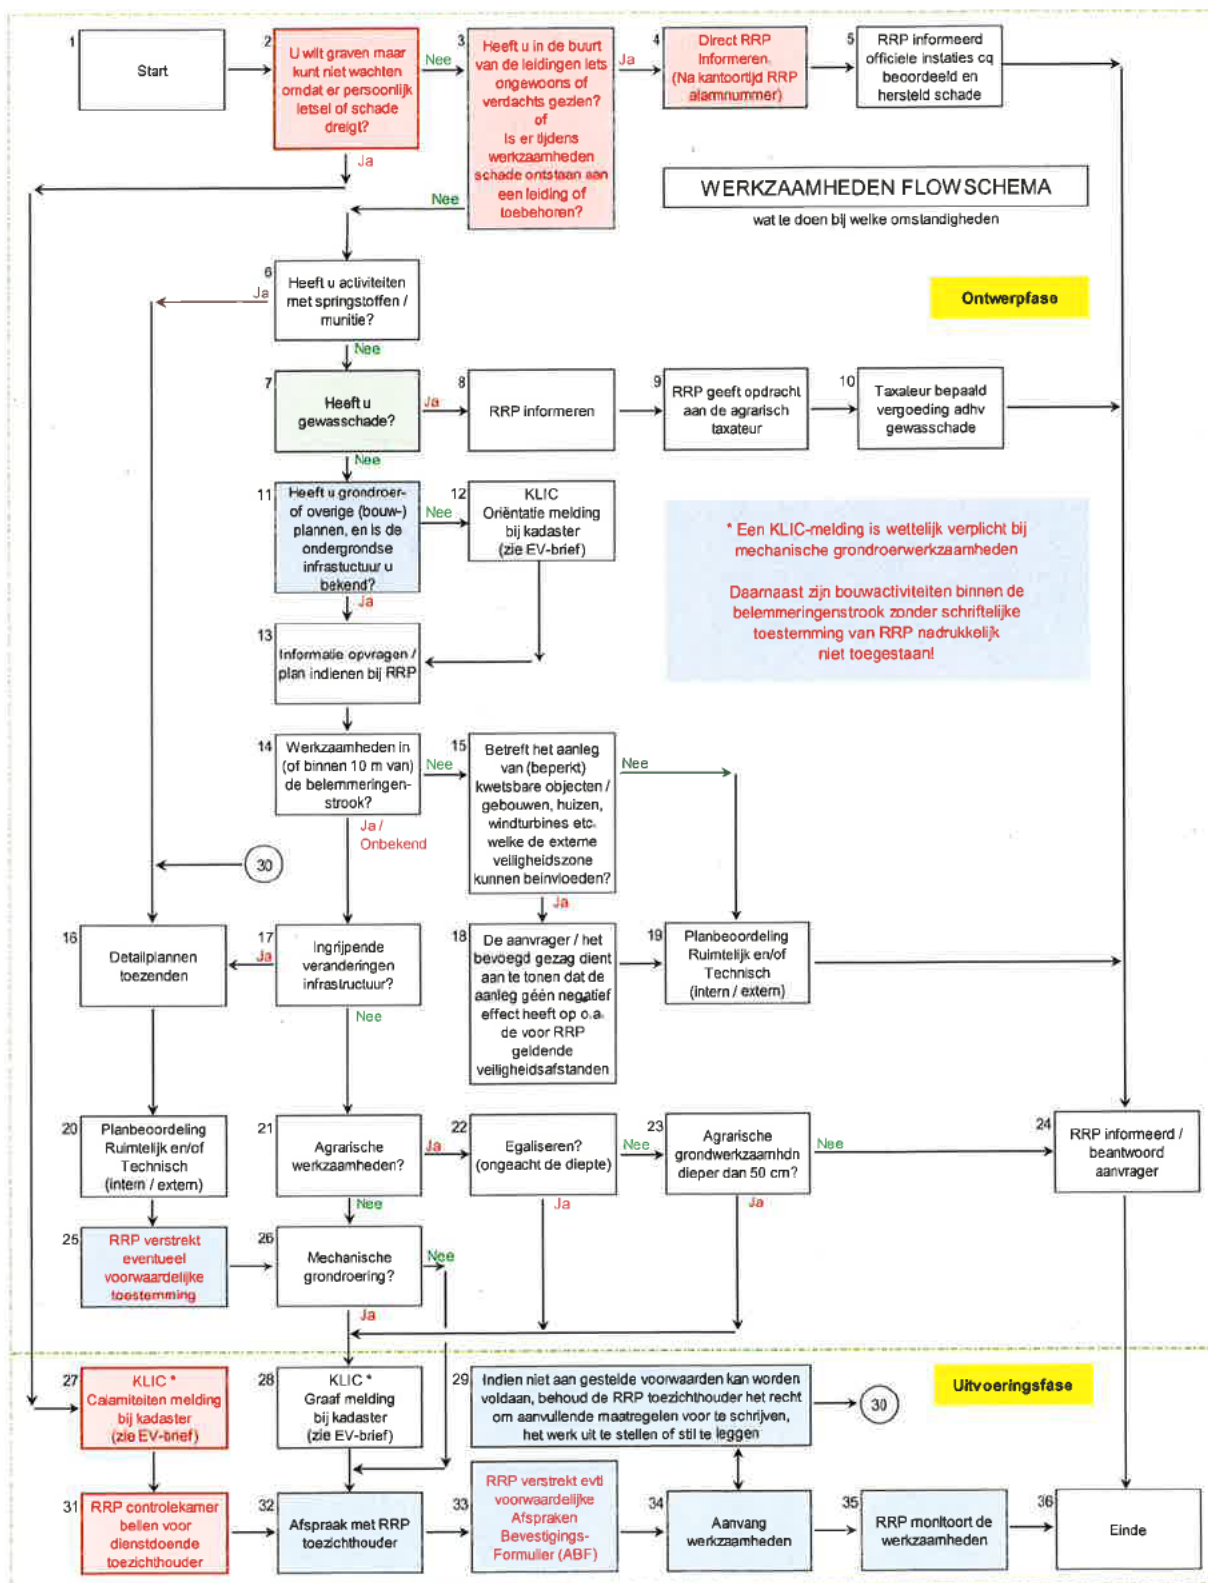 1
Start
2
U wilt graven maar
kunt niet wachten
omdat er persoonlijk
letsel of schade
dreigt?
Nee
Ja
3
Heeft u in de buurt
van de leidingen iets
ongewoons of
verdachts gezien?
of
Is er tijdens
werkzaamheden
schade ontstaan aan
een leiding of
toebehoren?
Ja
Nee
4
Direct RRP
Informeren.
(Na kantoortijd RRP
alarmnummer)
5
RRP informeerd
officiele instaties cq
beoordeeld en
hersteld schade
WERKZAAMHEDEN FLOWSCHEMA
wat te doen bij welke omstandigheden
Ontwerpfase
6
Heeft u activiteiten
met springstoffen /
munitie?
Ja
Nee
7
Heeft u
gewasschade?
Ja
Nee
8
RRP informeren
9
RRP geeft opdracht
aan de agrarisch
taxateur
10
Taxateur bepaald
vergoeding adhv
gewasschade
11
Heeft u grondroer-
of overige (bouw-)
plannen, en is de
ondergrondse
infrastuctuur u
bekend?
Nee
Ja
12
KLIC
Oriëntatie melding
bij kadaster
(zie EV-brief)
* Een KLIC-melding is wettelijk verplicht bij
mechanische grondroerwerkzaamheden
Daarnaast zijn bouwactiviteiten binnen de
belemmeringenstrook zonder schriftelijke
toestemming van RRP nadrukkelijk
niet toegestaan!
13
Informatie opvragen /
plan indienen bij RRP
14
Werkzaamheden in
(of binnen 10 m van)
de belemmeringen-
strook?
Nee
Ja /
Onbekend
15
Betreft het aanleg
van (beperkt)
kwetsbare objecten /
gebouwen, huizen,
windturbines etc.
welke de externe
veiligheidszone
kunnen beinvloeden?
Nee
Ja
30
16
Detailplannen
toezenden
17
Ingrijpende
veranderingen
infrastructuur?
Ja
Nee
18
De aanvrager / het
bevoegd gezag dient
aan te tonen dat de
aanleg géén negatief
effect heeft op o.a.
de voor RRP
geldende
veiligheidsafstanden
19
Planbeoordeling
Ruimtelijk en/of
Technisch
(intern / extern)
20
Planbeoordeling
Ruimtelijk en/of
Technisch
(intern / extern)
21
Agrarische
werkzaamheden?
Ja
Nee
22
Egaliseren?
(ongeacht de diepte)
Nee
Ja
23
Agrarische
grondwerkzaamhdn
dieper dan 50 cm?
Nee
Ja
24
RRP informeerd /
beantwoord
aanvrager
25
RRP verstrekt
eventueel
voorwaardelijke
toestemming
26
Mechanische
grondroering?
Nee
Ja
27
KLIC *
Calamiteiten melding
bij kadaster
(zie EV-brief)
28
KLIC *
Graaf melding
bij kadaster
(zie EV-brief)
29
Indien niet aan gestelde voorwaarden kan worden
voldaan, behoud de RRP toezichthouder het recht
om aanvullende maatregelen voor te schrijven,
het werk uit te stellen of stil te leggen
30
Uitvoeringsfase
31
RRP controlekamer
bellen voor
dienstdoende
toezichthouder
32
Afspraak met RRP
toezichthouder
33
RRP verstrekt evtl
voorwaardelijke
Afspraken
Bevestigings-
Formulier (ABF)
34
Aanvang
werkzaamheden
35
RRP monitoort de
werkzaamheden
36
Einde